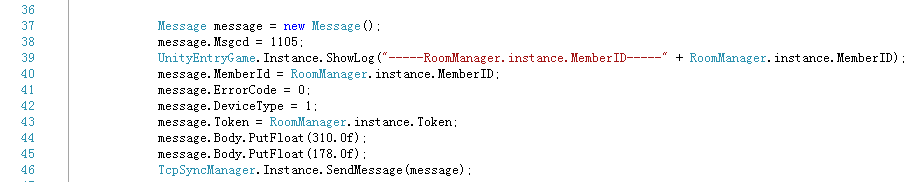 36
37 Message message = new Message();
38 message.Msgcd = 1105;
39 UnityEntryGame.Instance.ShowLog("-----RoomManager.instance.MemberID-----" + RoomManager.instance.MemberID);
40 message.MemberId = RoomManager.instance.MemberID;
41 message.ErrorCode = 0;
42 message.DeviceType = 1;
43 message.Token = RoomManager.instance.Token;
44 message.Body.PutFloat(310.0f);
45 message.Body.PutFloat(178.0f);
46 TcpSyncManager.Instance.SendMessage(message);